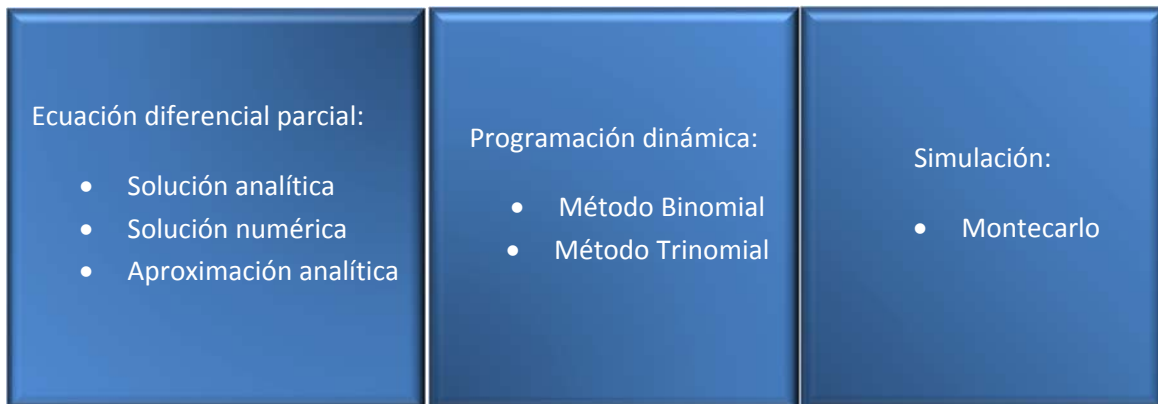 Ecuación diferencial parcial:
• Solución analítica
• Solución numérica
• Aproximación analítica
Programación dinámica:
• Método Binomial
• Método Trinomial
Simulación:
• Montecarlo